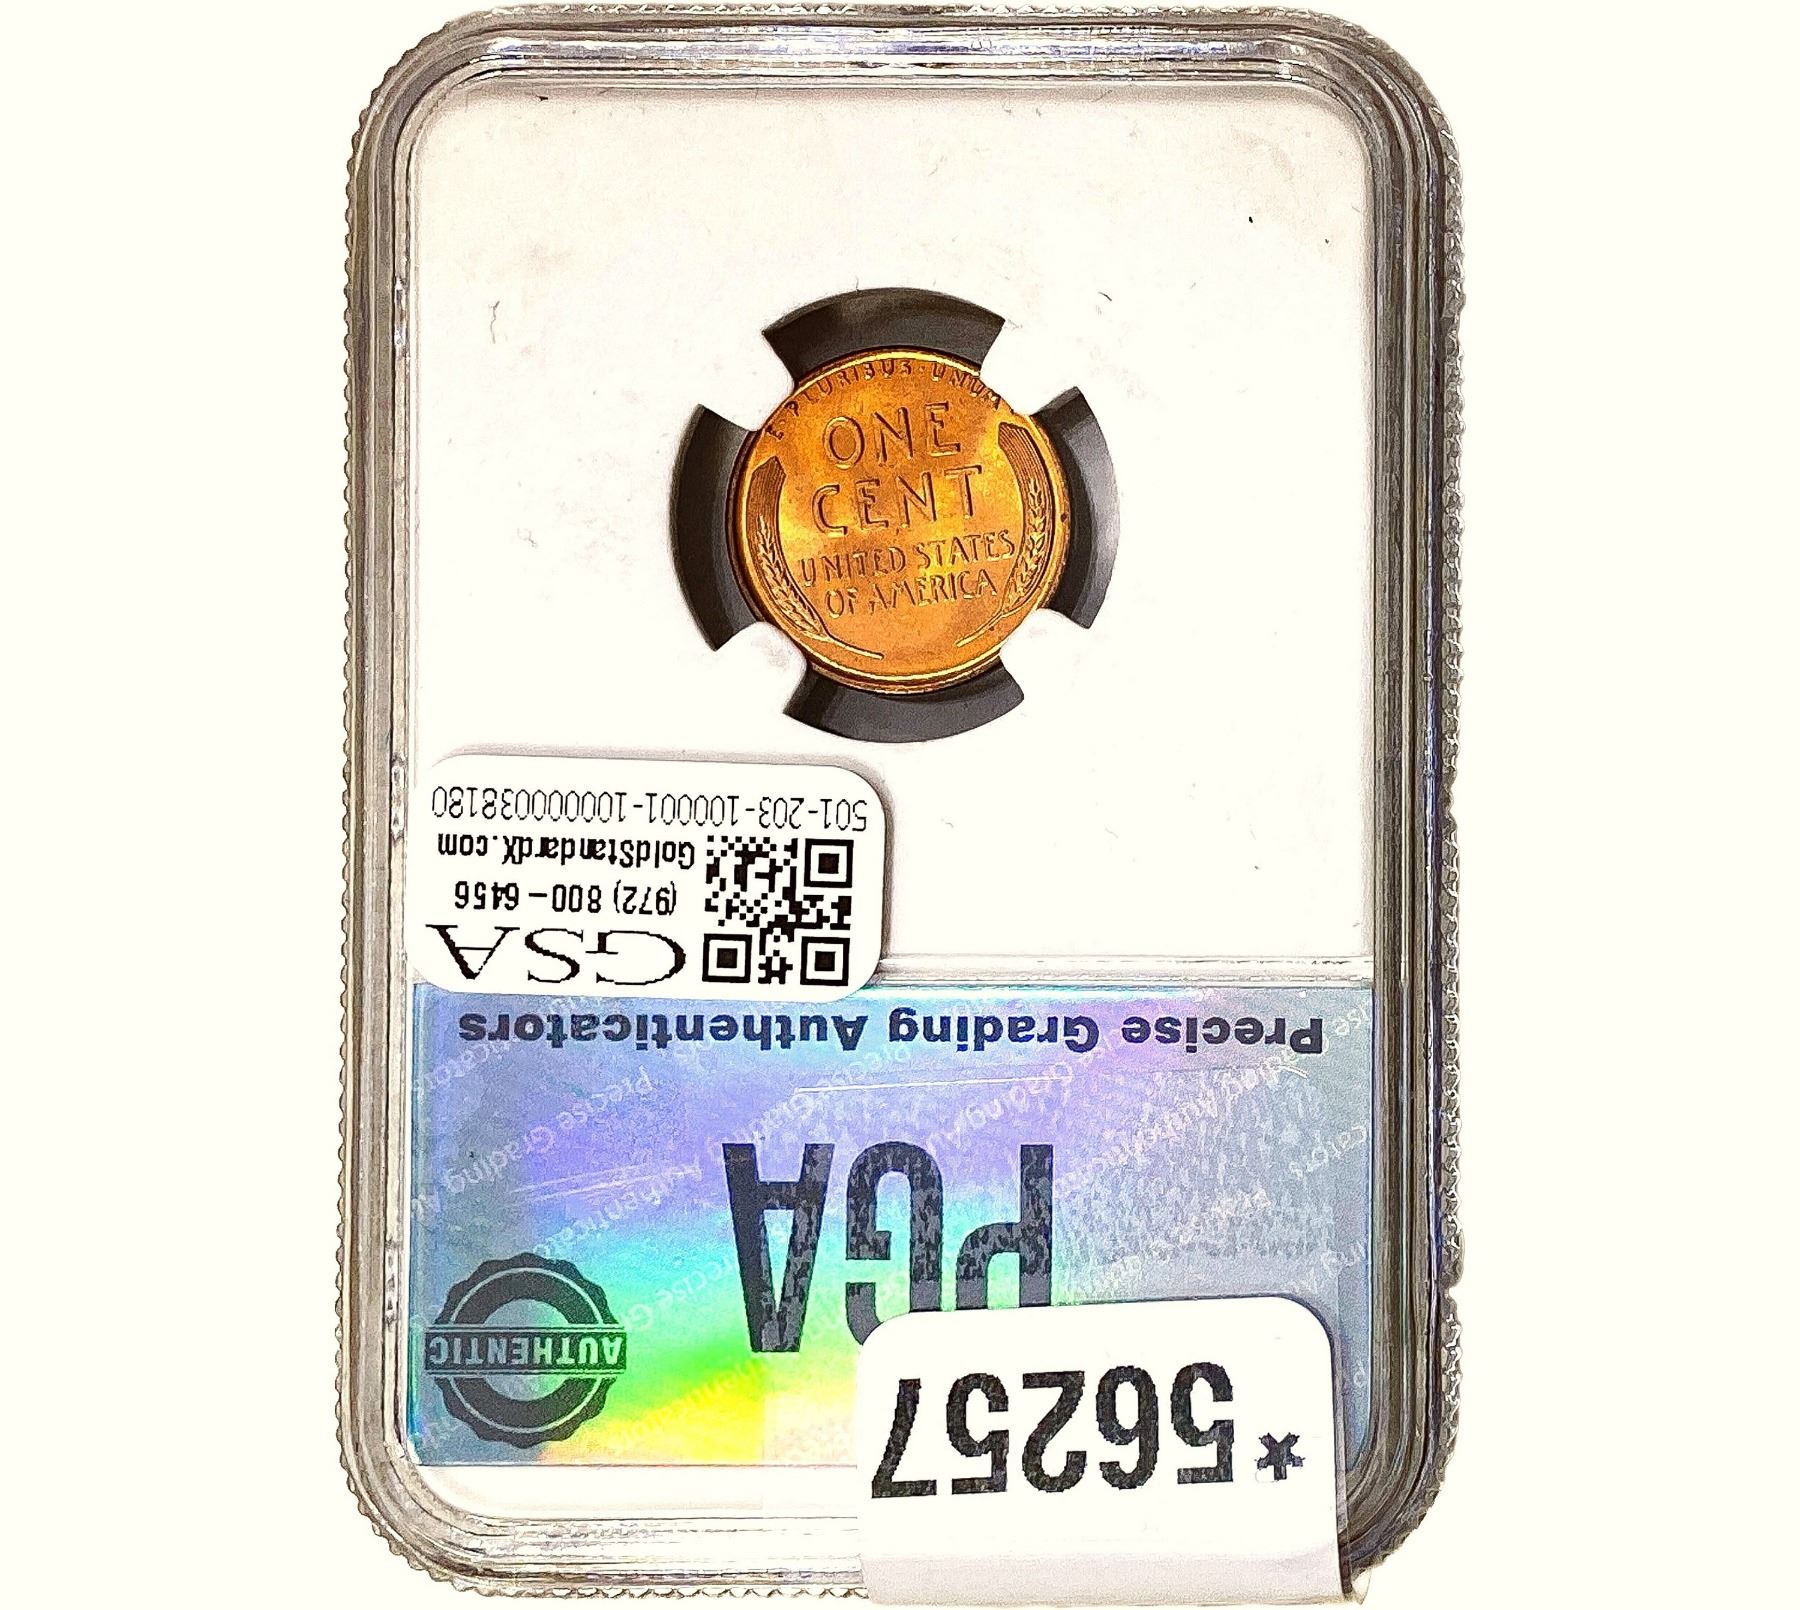 E·PLURIBUS·UNUM
ONE
CENT
UNITED STATES
OF AMERICA
501-203-100001-10000038180
GoldStandardX.com
(972) 800-6456
GSA
Precise Grading Authenticators
PGA
AUTHENTIC
*56257